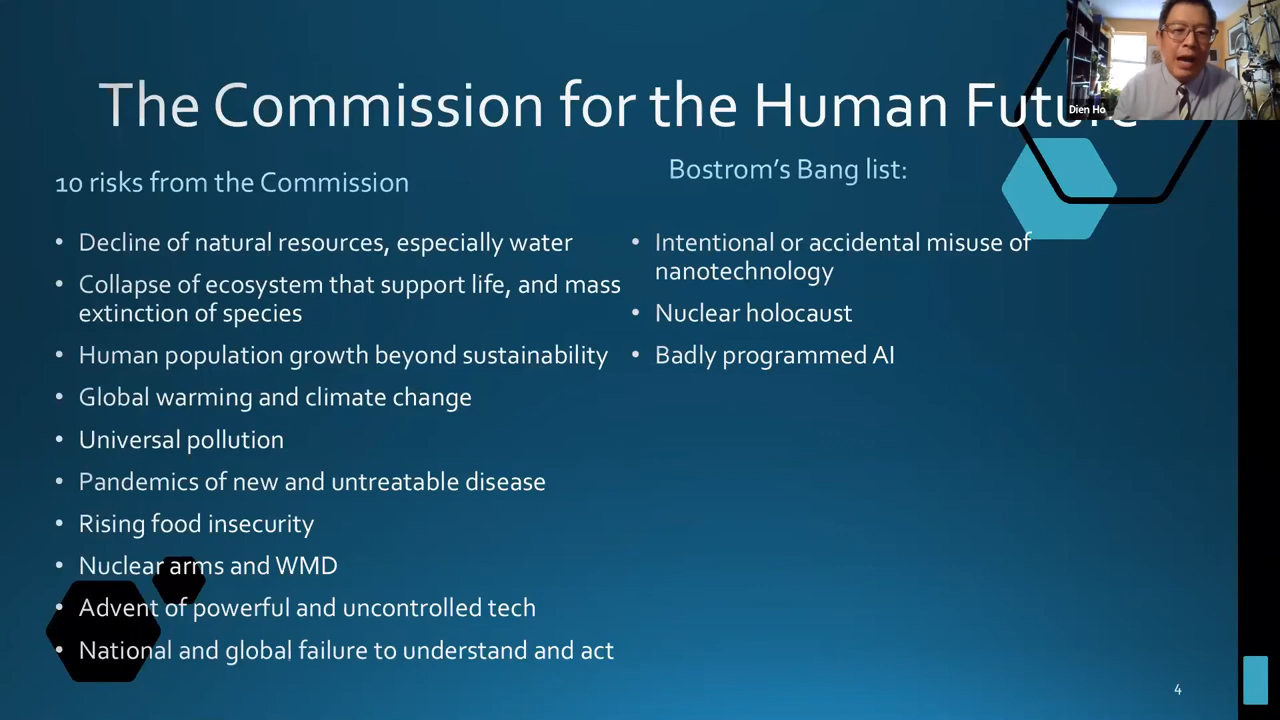 The Commission for the Human Future
Dien Ho
10 risks from the Commission
• Decline of natural resources, especially water
• Collapse of ecosystem that support life, and mass
extinction of species
• Human population growth beyond sustainability
• Global warming and climate change
• Universal pollution
• Pandemics of new and untreatable disease
• Rising food insecurity
• Nuclear arms and WMD
• Advent of powerful and uncontrolled tech
• National and global failure to understand and act
Bostrom's Bang list:
• Intentional or accidental misuse of
nanotechnology
• Nuclear holocaust
• Badly programmed AI
4